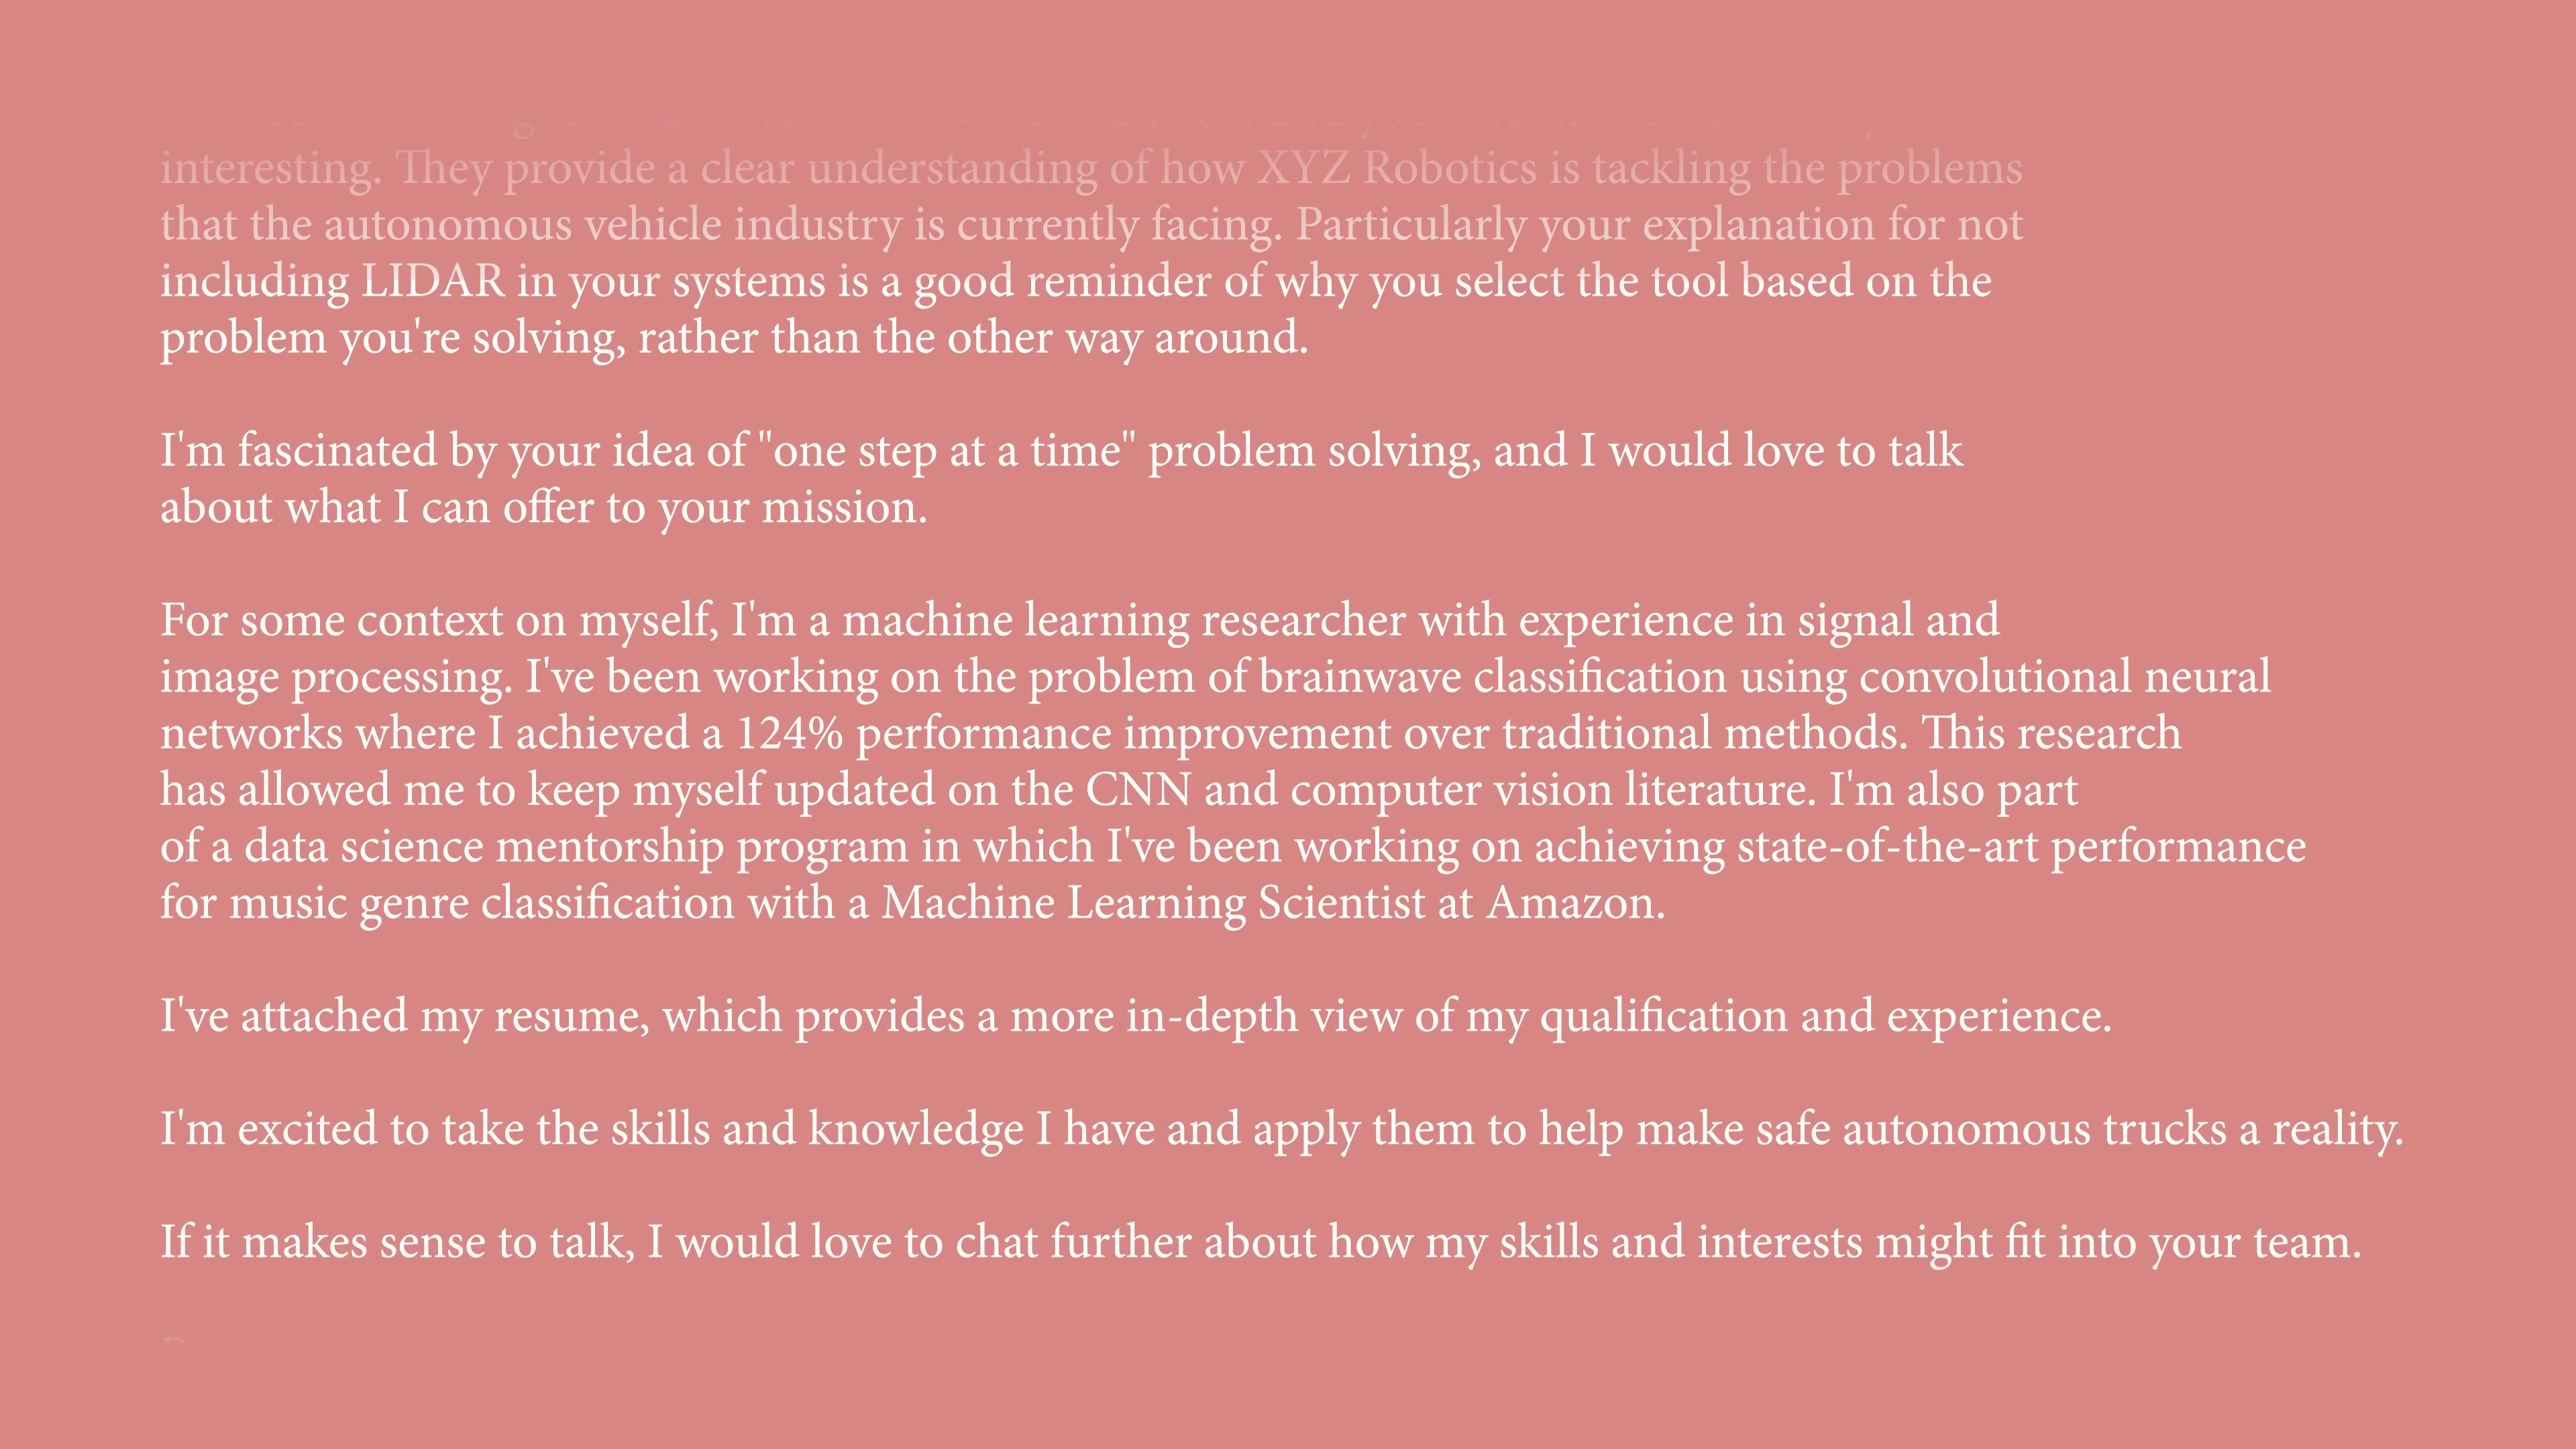 interesting. They provide a clear understanding of how XYZ Robotics is tackling the problems
that the autonomous vehicle industry is currently facing. Particularly your explanation for not
including LIDAR in your systems is a good reminder of why you select the tool based on the
problem you're solving, rather than the other way around.
I'm fascinated by your idea of "one step at a time" problem solving, and I would love to talk
about what I can offer to your mission.
For some context on myself, I'm a machine learning researcher with experience in signal and
image processing. I've been working on the problem of brainwave classification using convolutional neural
networks where I achieved a 124% performance improvement over traditional methods. This research
has allowed me to keep myself updated on the CNN and computer vision literature. I'm also part
of a data science mentorship program in which I've been working on achieving state-of-the-art performance
for music genre classification with a Machine Learning Scientist at Amazon.
I've attached my resume, which provides a more in-depth view of my qualification and experience.
I'm excited to take the skills and knowledge I have and apply them to help make safe autonomous trucks a reality.
If it makes sense to talk, I would love to chat further about how my skills and interests might fit into your team.